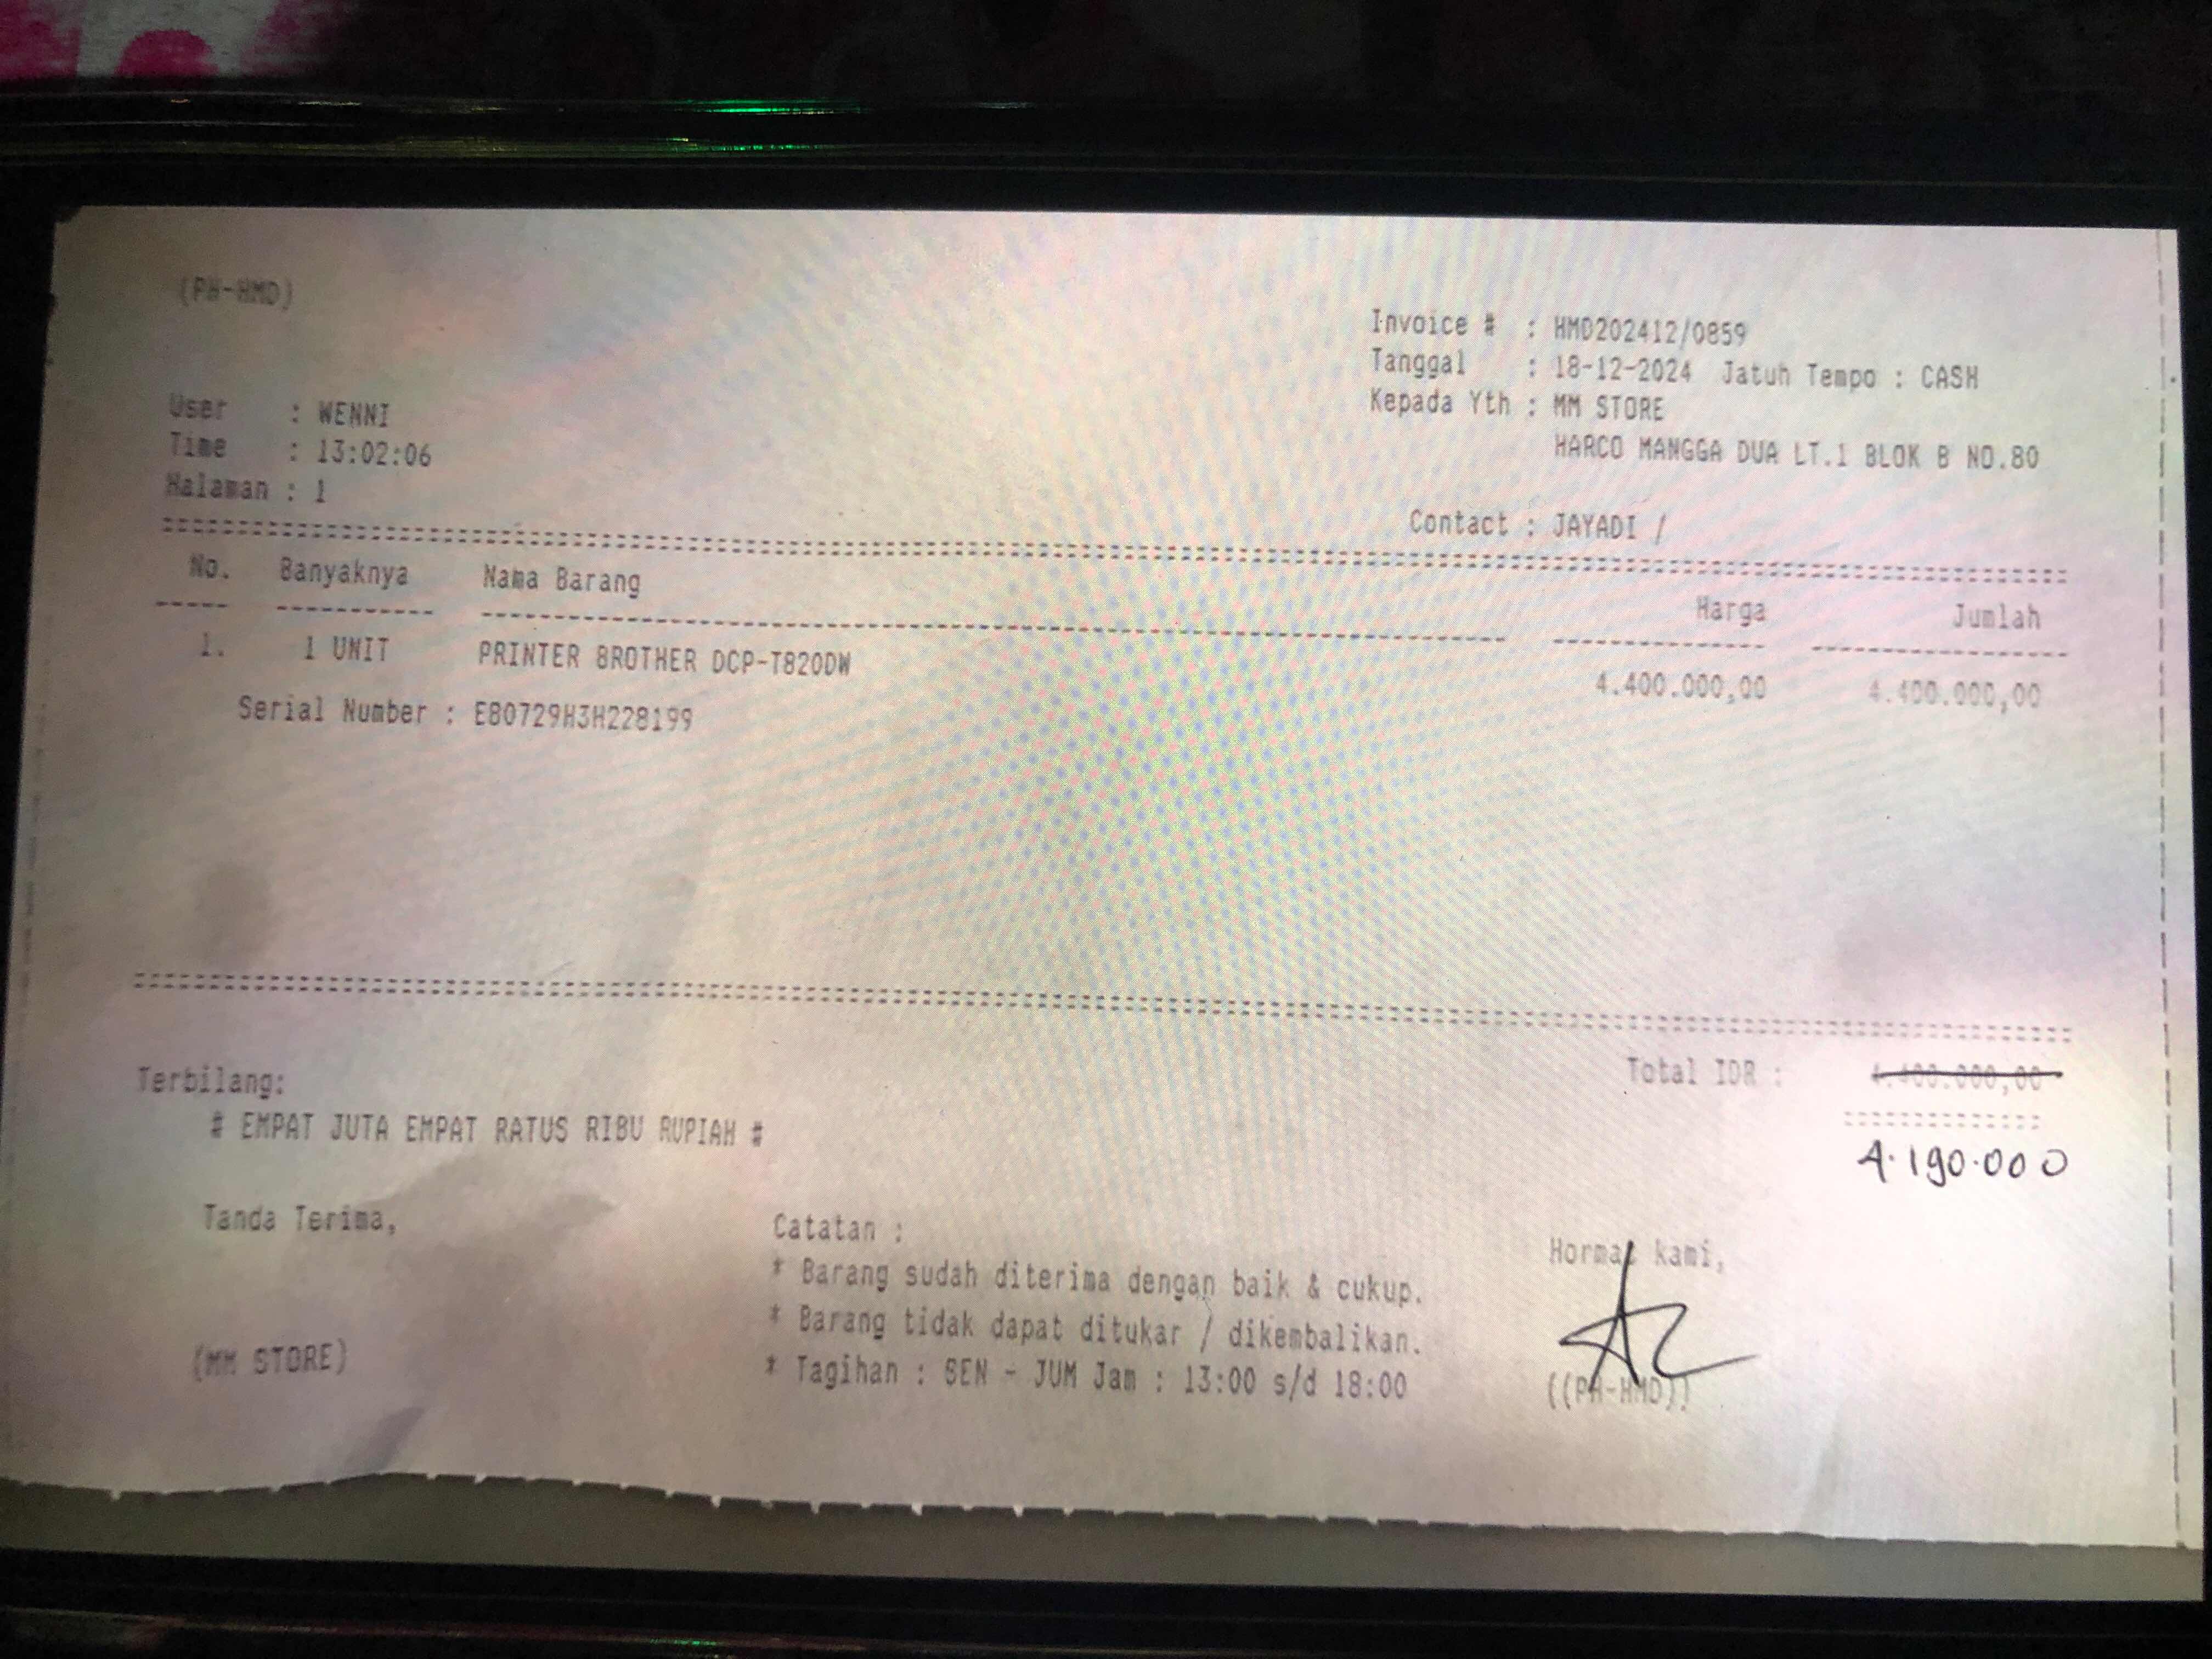 (PH-HMD)
Invoice # : HMD202412/0859
Tanggal : 18-12-2024 Jatuh Tempo : CASH
Kepada Yth : MM STORE
HARCO MANGGA DUA LT.1 BLOK B NO.80
User : WENNI
Time : 13:02:06
Halaman : 1
Contact : JAYADI /
No. Banyaknya Nama Barang Harga Jumlah
1. 1 UNIT PRINTER BROTHER DCP-T820DW 4.400.000,00 4.400.000,00
Serial Number : E80729H3H228199
Total IDR : 4.400.000,00
4.190.000
Terbilang:
# EMPAT JUTA EMPAT RATUS RIBU RUPIAH #
Tanda Terima,
(MM STORE)
Catatan :
* Barang sudah diterima dengan baik & cukup.
* Barang tidak dapat ditukar / dikembalikan.
* Tagihan : SEN - JUM Jam : 13:00 s/d 18:00
Hormat kami,
((PH-HMD))